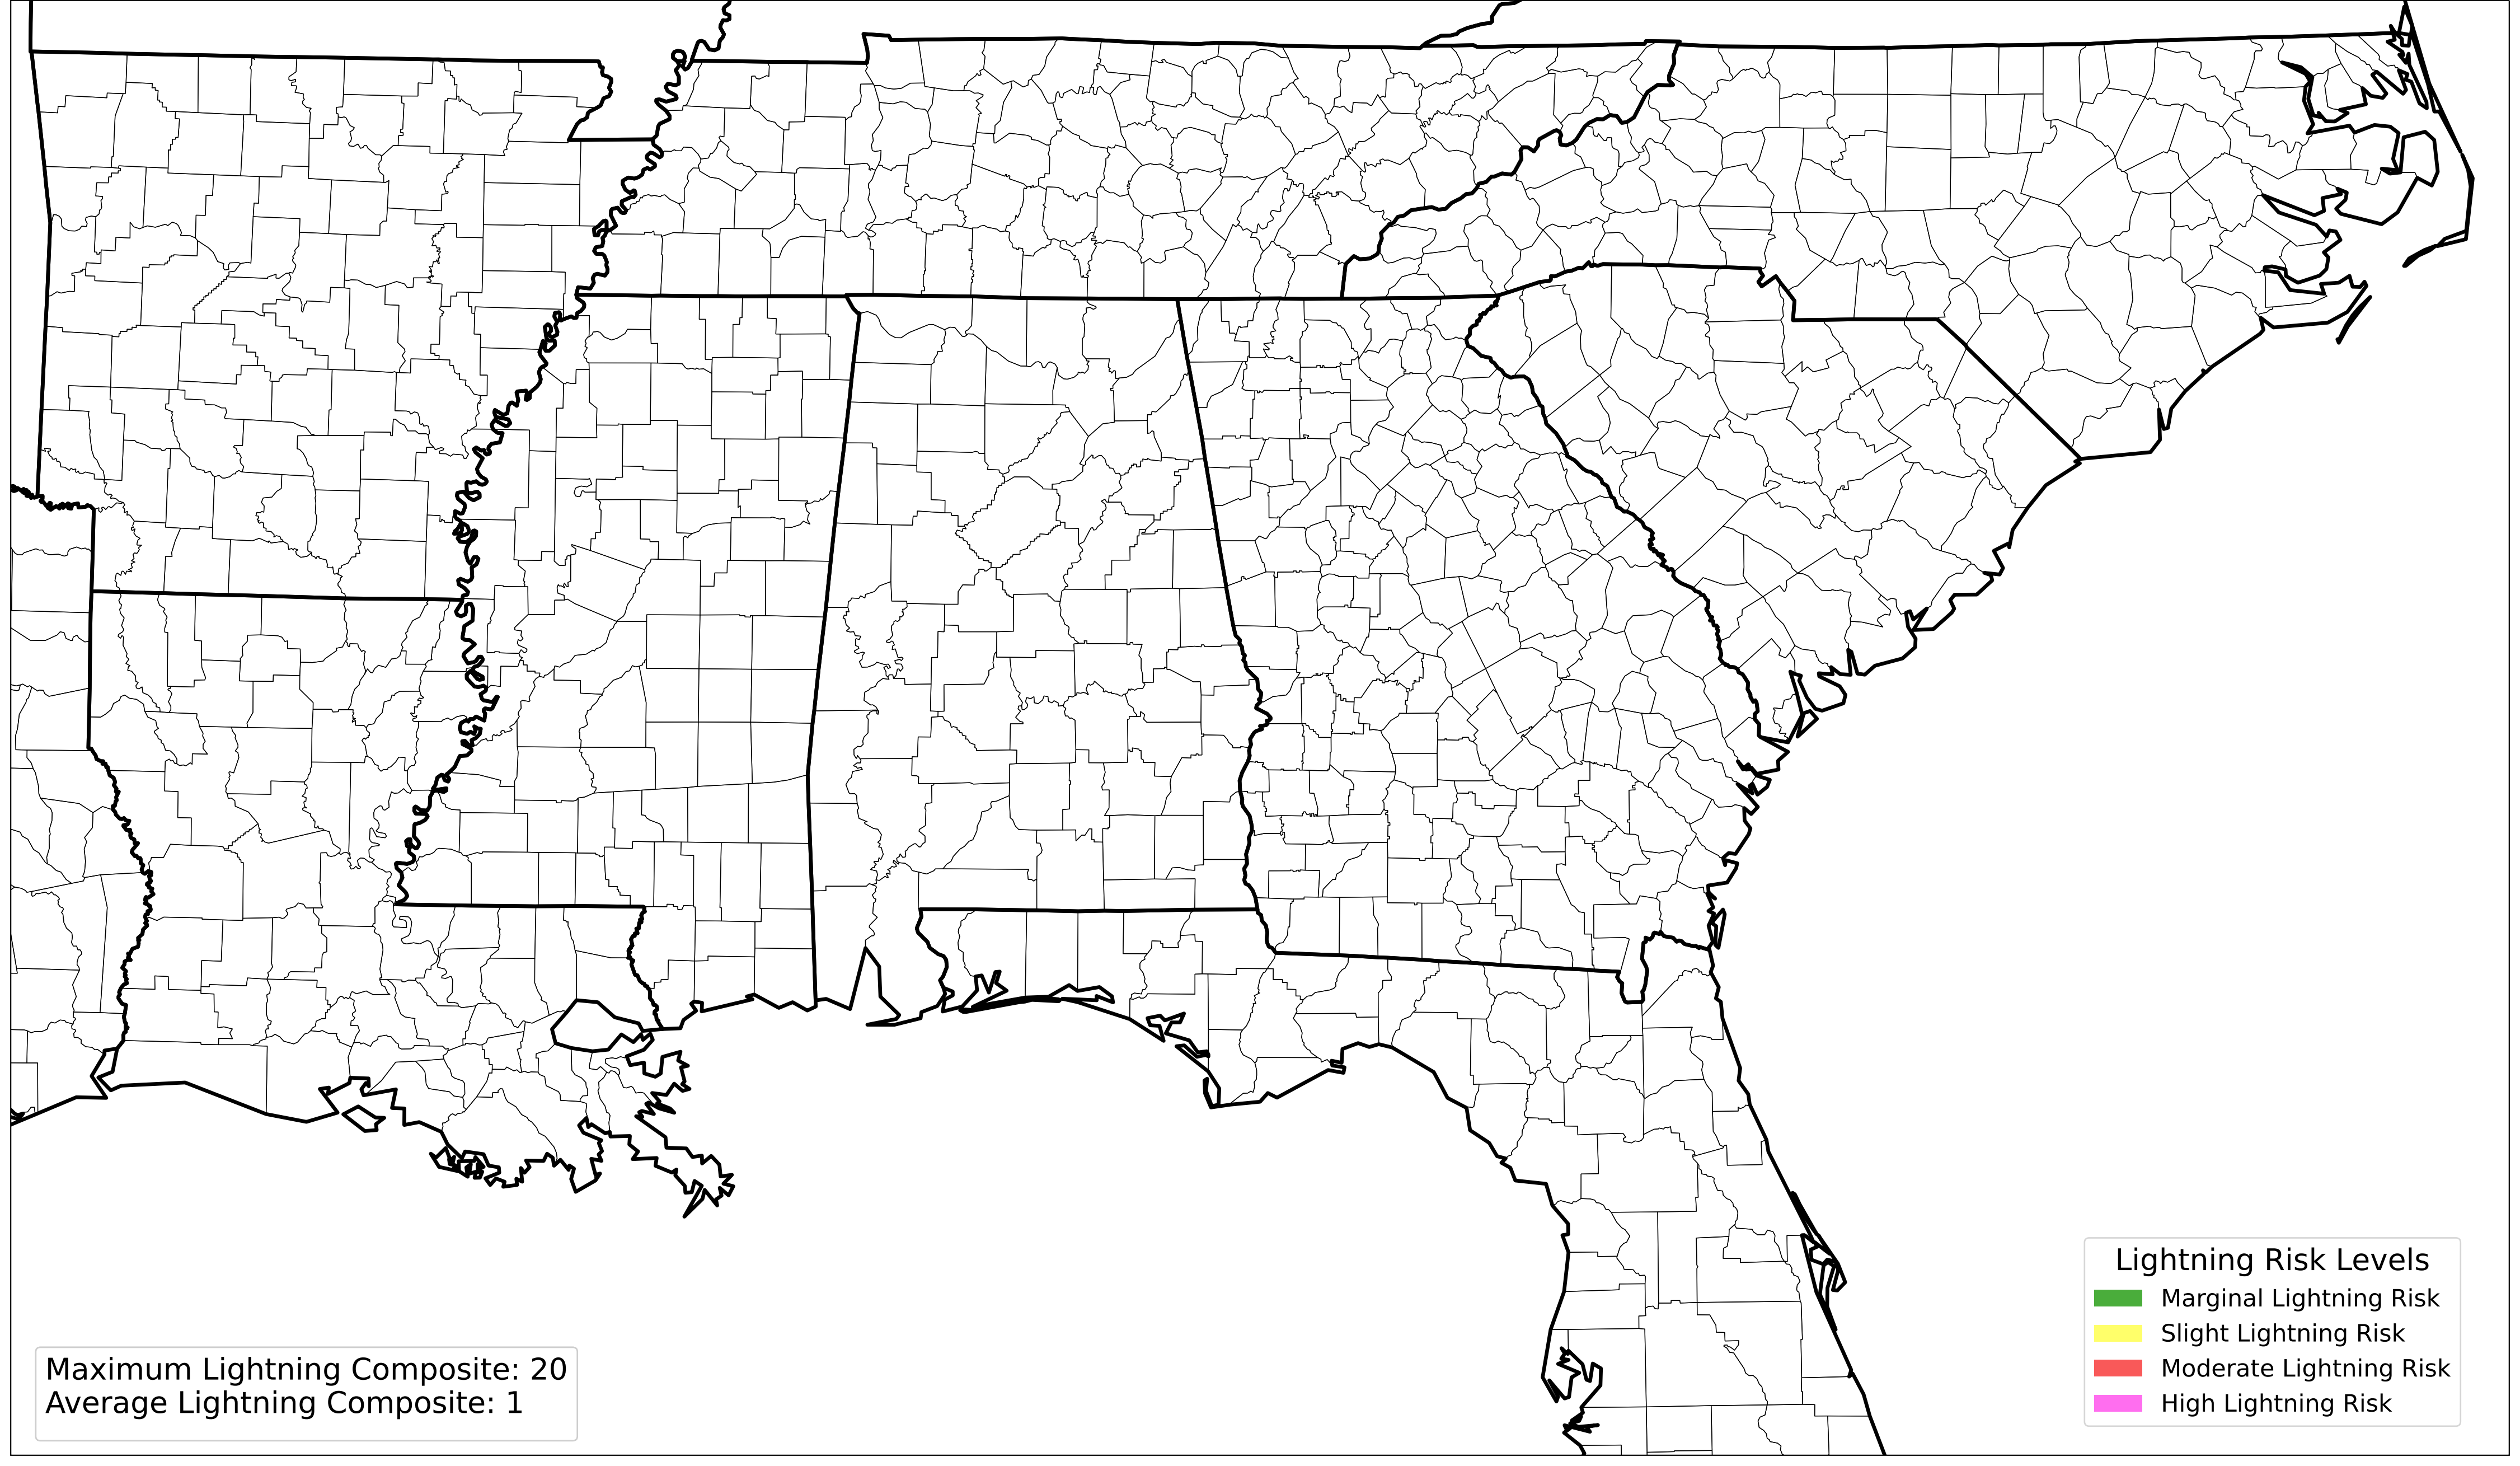 Lightning Risk Levels
Marginal Lightning Risk
Slight Lightning Risk
Moderate Lightning Risk
High Lightning Risk
Maximum Lightning Composite: 20
Average Lightning Composite: 1